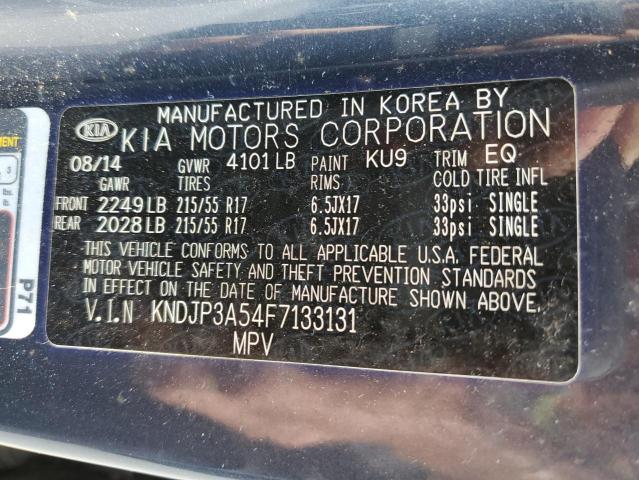 MANUFACTURED IN KOREA BY
KIA KIA MOTORS CORPORATION
08/14 GVWR 4101 LB PAINT KU9 TRIM EQ
GAWR TIRES RIMS COLD TIRE INFL
FRONT 2249 LB 215/55 R17 6.5JX17 33psi SINGLE
REAR 2028 LB 215/55 R17 6.5JX17 33psi SINGLE
THIS VEHICLE CONFORMS TO ALL APPLICABLE U.S.A. FEDERAL
MOTOR VEHICLE SAFETY AND THEFT PREVENTION STANDARDS
IN EFFECT ON THE DATE OF MANUFACTURE SHOWN ABOVE.
V.I.N KNDJP3A54F7133131
MPV
P71